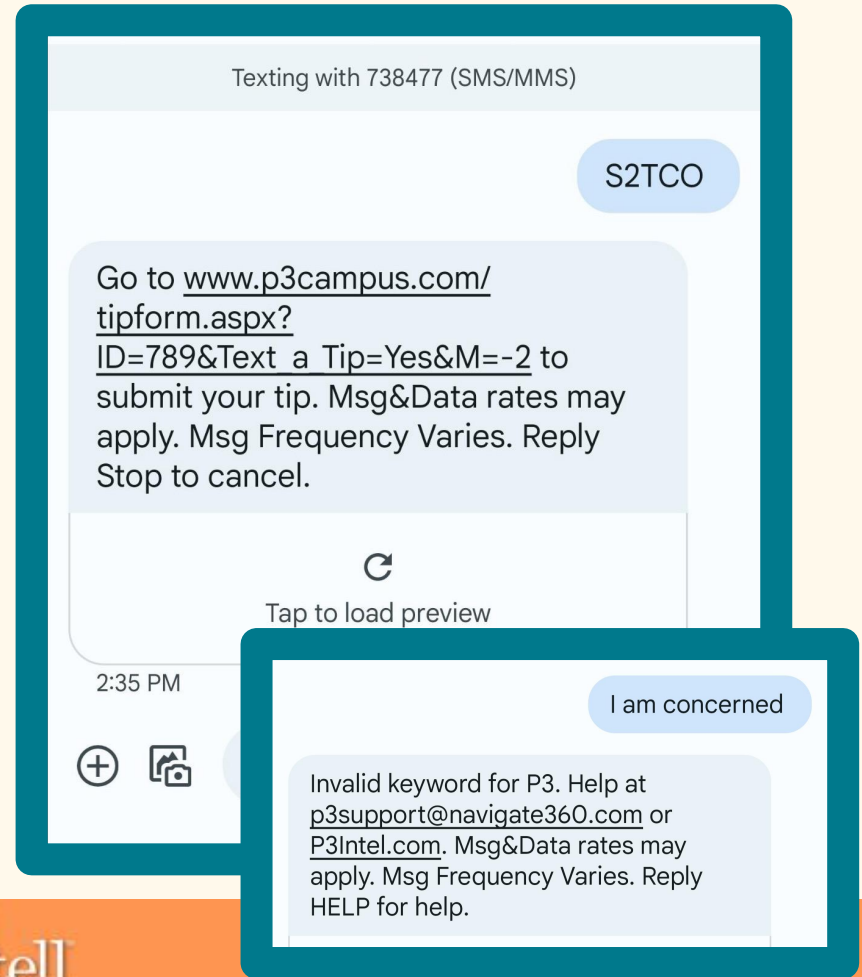 Texting with 738477 (SMS/MMS)
S2TCO
Go to www.p3campus.com/
tipform.aspx?
ID=789&Text_a_Tip=Yes&M=-2 to
submit your tip. Msg&Data rates may
apply. Msg Frequency Varies. Reply
Stop to cancel.
Tap to load preview
2:35 PM
I am concerned
Invalid keyword for P3. Help at
p3support@navigate360.com or
P3Intel.com. Msg&Data rates may
apply. Msg Frequency Varies. Reply
HELP for help.